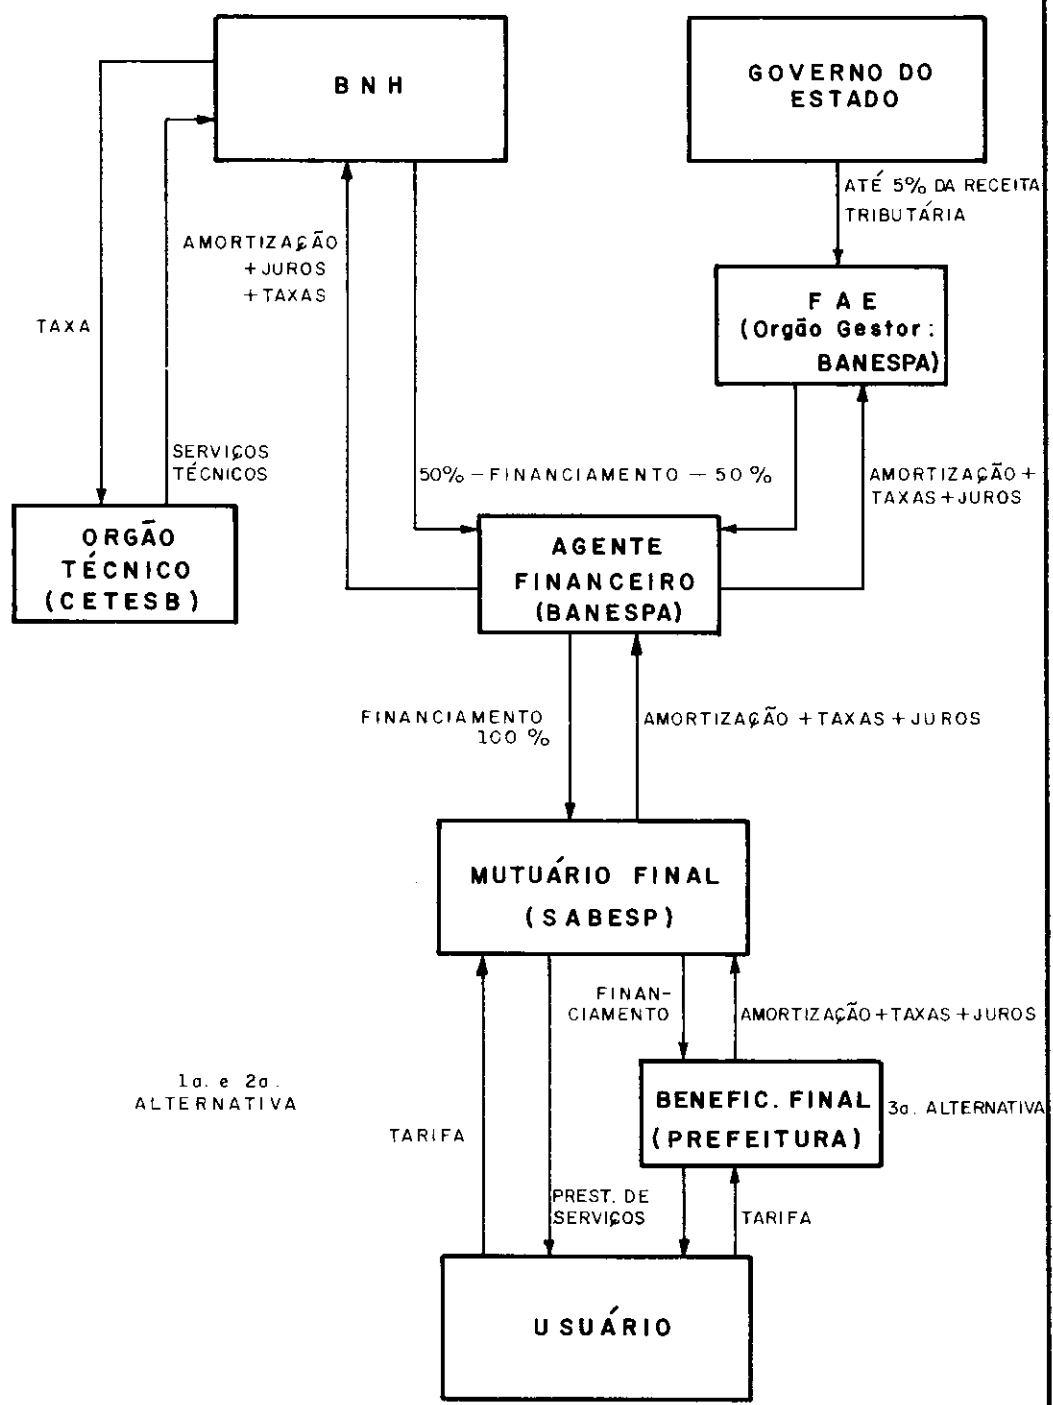 BNH
GOVERNO DO
ESTADO
ATÉ 5% DA RECEITA
TRIBUTÁRIA
AMORTIZAÇÃO
+JUROS
+TAXAS
FAE
(Orgão Gestor:
BANESPA)
TAXA
SERVIÇOS
TÉCNICOS
50% - FINANCIAMENTO - 50%
AMORTIZAÇÃO +
TAXAS + JUROS
ORGÃO
TÉCNICO
(CETESB)
AGENTE
FINANCEIRO
(BANESPA)
FINANCIAMENTO
100%
AMORTIZAÇÃO + TAXAS + JUROS
MUTUÁRIO FINAL
(SABESP)
FINAN-
CIAMENTO
AMORTIZAÇÃO + TAXAS + JUROS
1a. e 2a.
ALTERNATIVA
BENEFIC. FINAL
(PREFEITURA)
3a. ALTERNATIVA
TARIFA
PREST. DE
SERVIÇOS
TARIFA
USUÁRIO